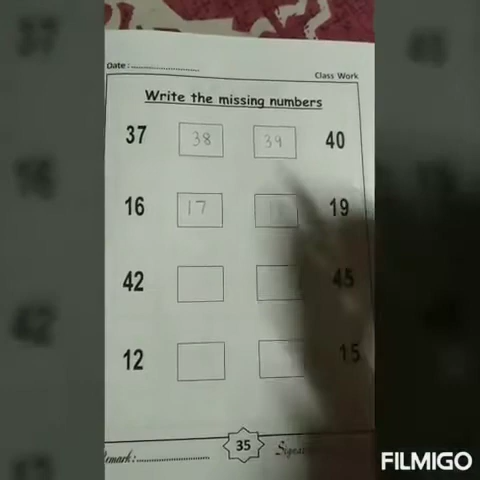 Date :
Class Work
Write the missing numbers
37 38 39 40
16 17 19
42 45
12 15
Remark:
35
FILMIGO